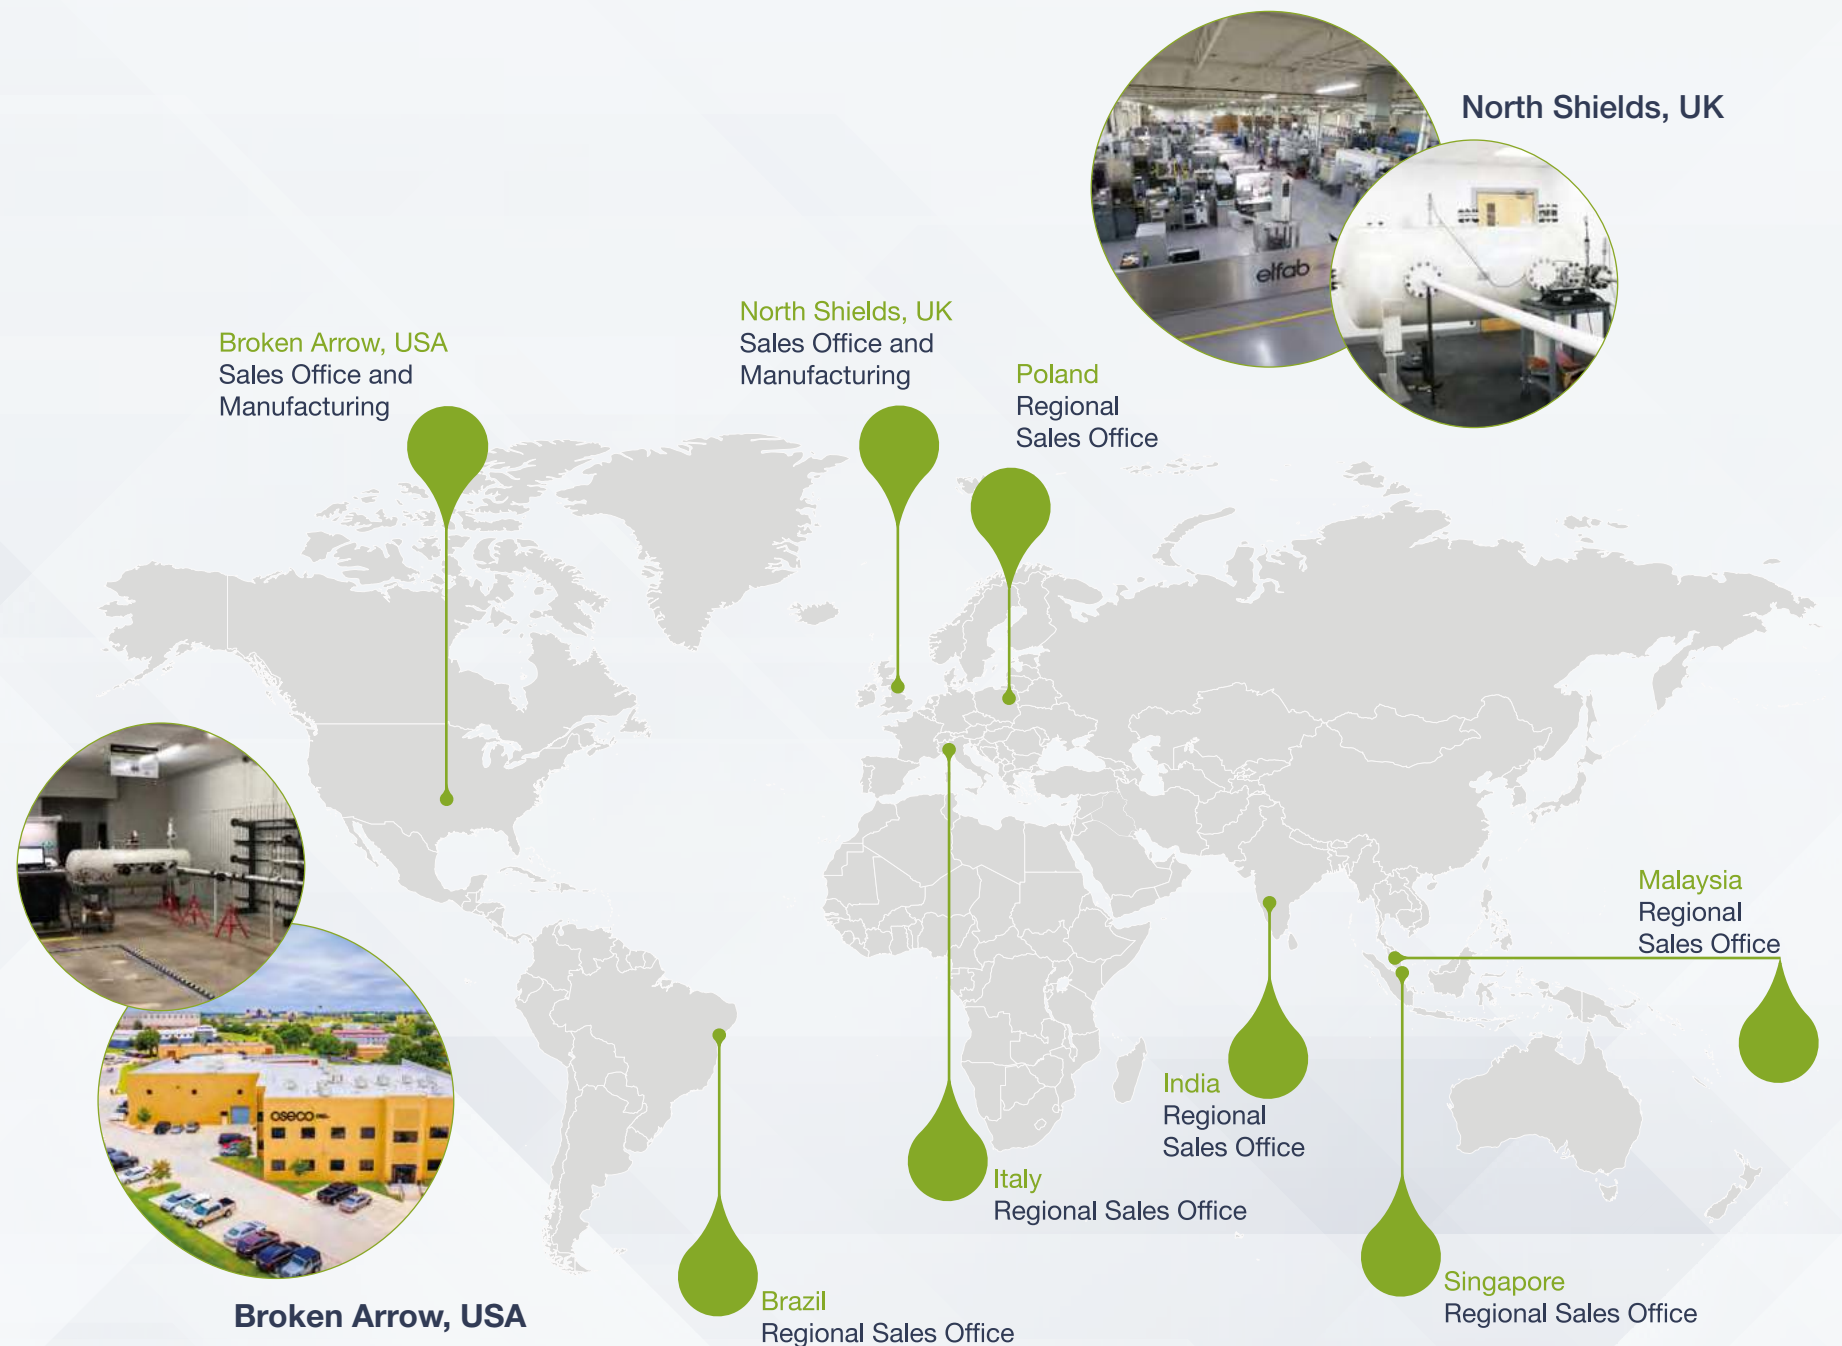 North Shields, UK
elfab
North Shields, UK
Sales Office and
Manufacturing
Broken Arrow, USA
Sales Office and
Manufacturing
Poland
Regional
Sales Office
Malaysia
Regional
Sales Office
oseco
India
Regional
Sales Office
Italy
Regional Sales Office
Singapore
Regional Sales Office
Brazil
Regional Sales Office
Broken Arrow, USA